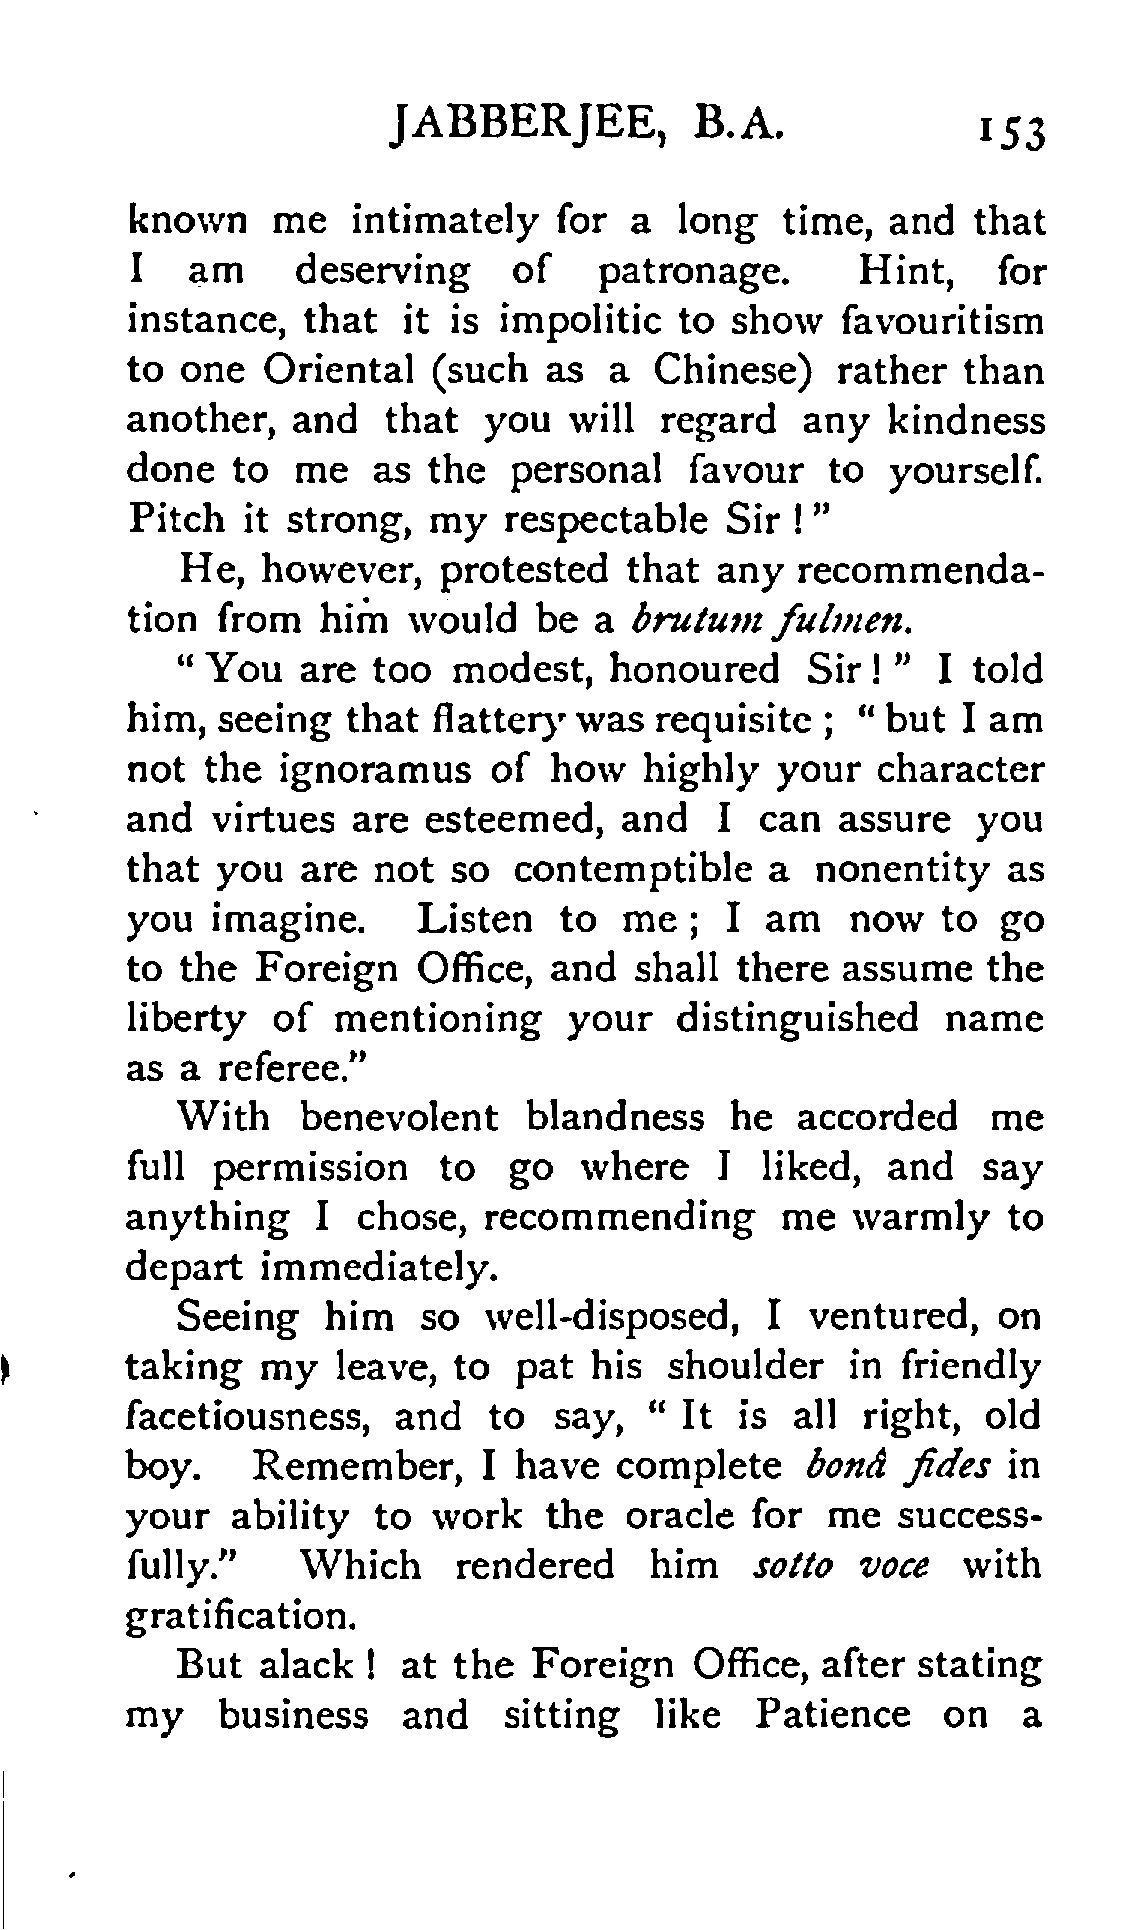 JABBERJEE, B.A. 153
known me intimately for a long time, and that
I am deserving of patronage. Hint, for
instance, that it is impolitic to show favouritism
to one Oriental (such as a Chinese) rather than
another, and that you will regard any kindness
done to me as the personal favour to yourself.
Pitch it strong, my respectable Sir ! ”
He, however, protested that any recommenda-
tion from him would be a brutum fulmen.
“ You are too modest, honoured Sir ! ” I told
him, seeing that flattery was requisite ; “ but I am
not the ignoramus of how highly your character
and virtues are esteemed, and I can assure you
that you are not so contemptible a nonentity as
you imagine. Listen to me ; I am now to go
to the Foreign Office, and shall there assume the
liberty of mentioning your distinguished name
as a referee.”
With benevolent blandness he accorded me
full permission to go where I liked, and say
anything I chose, recommending me warmly to
depart immediately.
Seeing him so well-disposed, I ventured, on
taking my leave, to pat his shoulder in friendly
facetiousness, and to say, “ It is all right, old
boy. Remember, I have complete bonâ fides in
your ability to work the oracle for me success-
fully.” Which rendered him sotto voce with
gratification.
But alack ! at the Foreign Office, after stating
my business and sitting like Patience on a